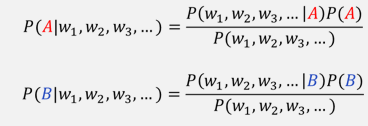 P(A|w₁, w₂, w₃, …) = P(w₁, w₂, w₃, … |A)P(A) / P(w₁, w₂, w₃, …)
P(B|w₁, w₂, w₃, …) = P(w₁, w₂, w₃, … |B)P(B) / P(w₁, w₂, w₃, …)